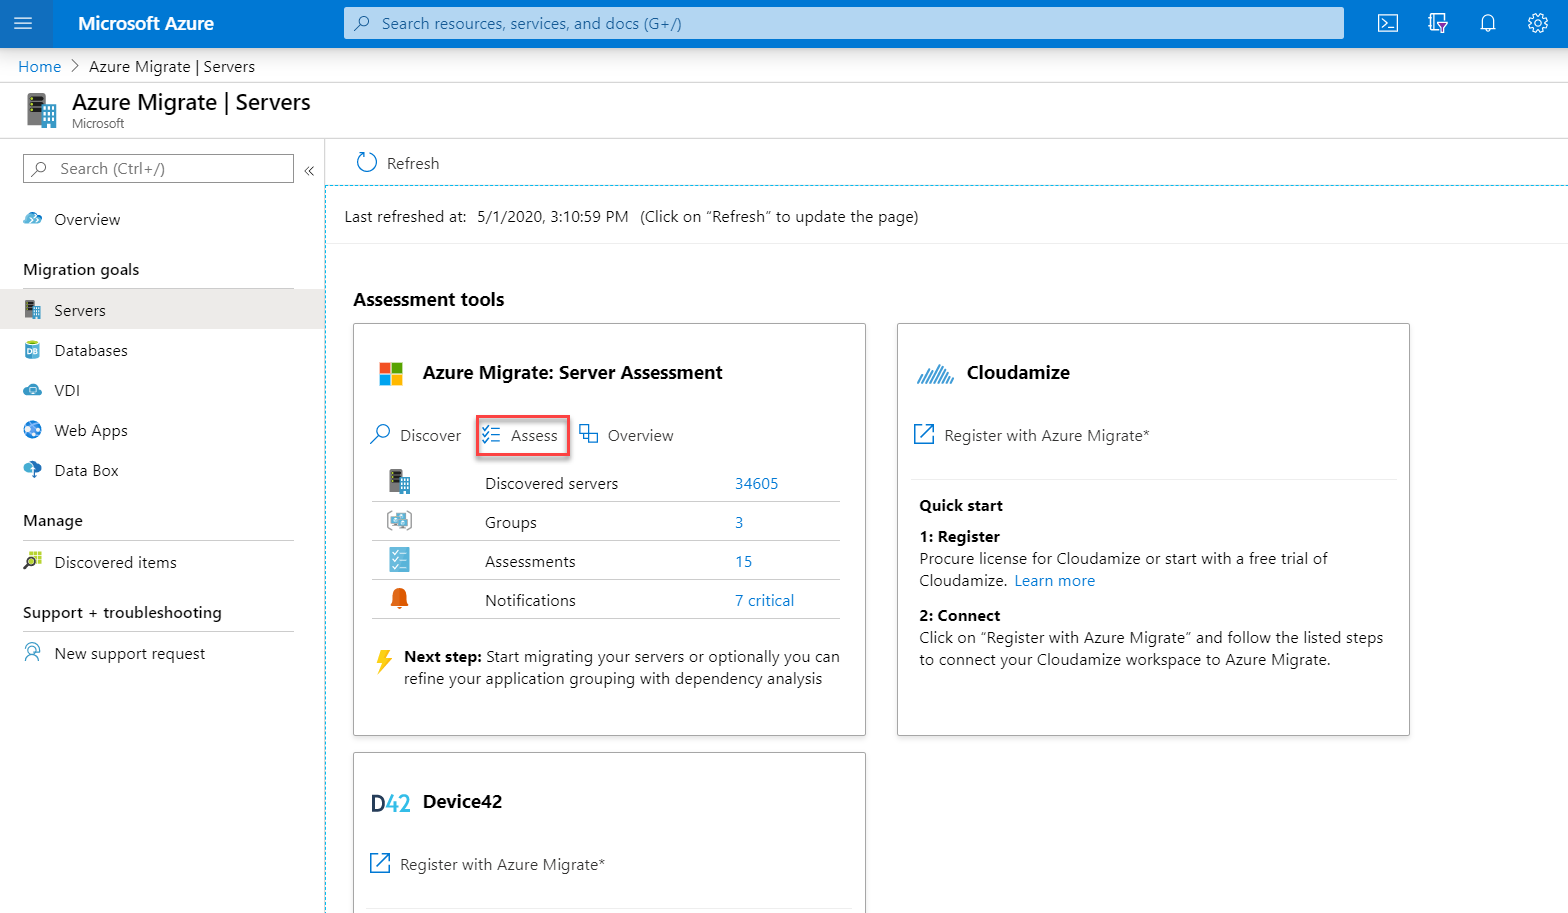 Microsoft Azure
Search resources, services, and docs (G+/)
Home > Azure Migrate | Servers
Azure Migrate | Servers
Microsoft
Search (Ctrl+/)
«
Overview
Migration goals
Servers
Databases
VDI
Web Apps
Data Box
Manage
Discovered items
Support + troubleshooting
New support request
Refresh
Last refreshed at: 5/1/2020, 3:10:59 PM (Click on “Refresh” to update the page)
Assessment tools
Azure Migrate: Server Assessment
Discover Assess Overview
Discovered servers 34605
Groups 3
Assessments 15
Notifications 7 critical
Next step: Start migrating your servers or optionally you can
refine your application grouping with dependency analysis
Cloudamize
Register with Azure Migrate*
Quick start
1: Register
Procure license for Cloudamize or start with a free trial of
Cloudamize. Learn more
2: Connect
Click on “Register with Azure Migrate” and follow the listed steps
to connect your Cloudamize workspace to Azure Migrate.
D42 Device42
Register with Azure Migrate*